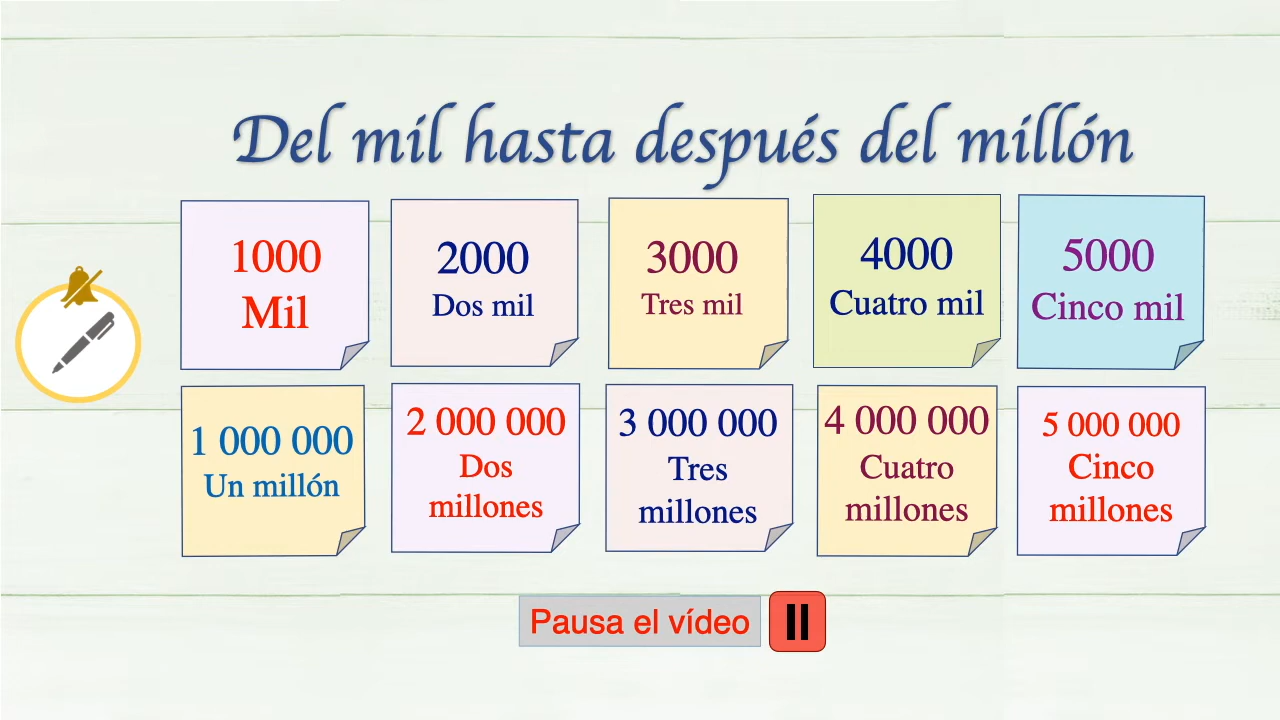 Del mil hasta después del millón
1000
Mil
2000
Dos mil
3000
Tres mil
4000
Cuatro mil
5000
Cinco mil
1 000 000
Un millón
2 000 000
Dos
millones
3 000 000
Tres
millones
4 000 000
Cuatro
millones
5 000 000
Cinco
millones
Pausa el vídeo